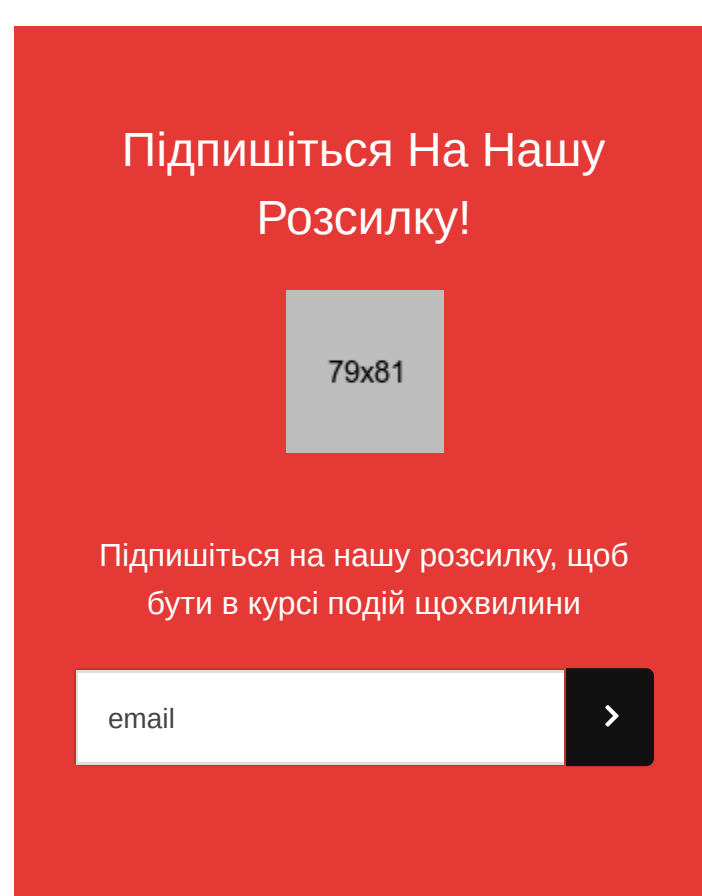 Підпишіться На Нашу
Розсилку!
79x81
Підпишіться на нашу розсилку, щоб
бути в курсі подій щохвилини
email